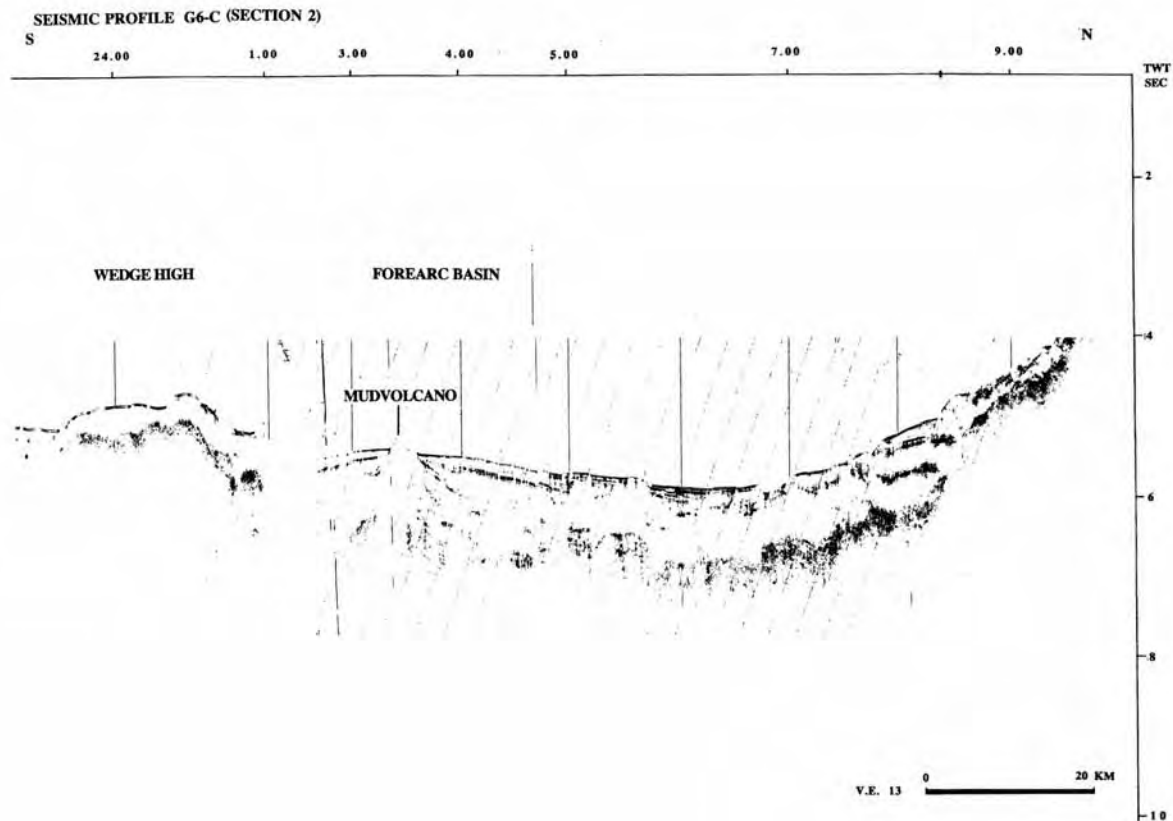 SEISMIC PROFILE G6-C (SECTION 2)
S N
24.00 1.00 3.00 4.00 5.00 7.00 9.00
TWT
SEC
2
WEDGE HIGH FOREARC BASIN
4
MUDVOLCANO
6
8
V.E. 13 0 20 KM
10